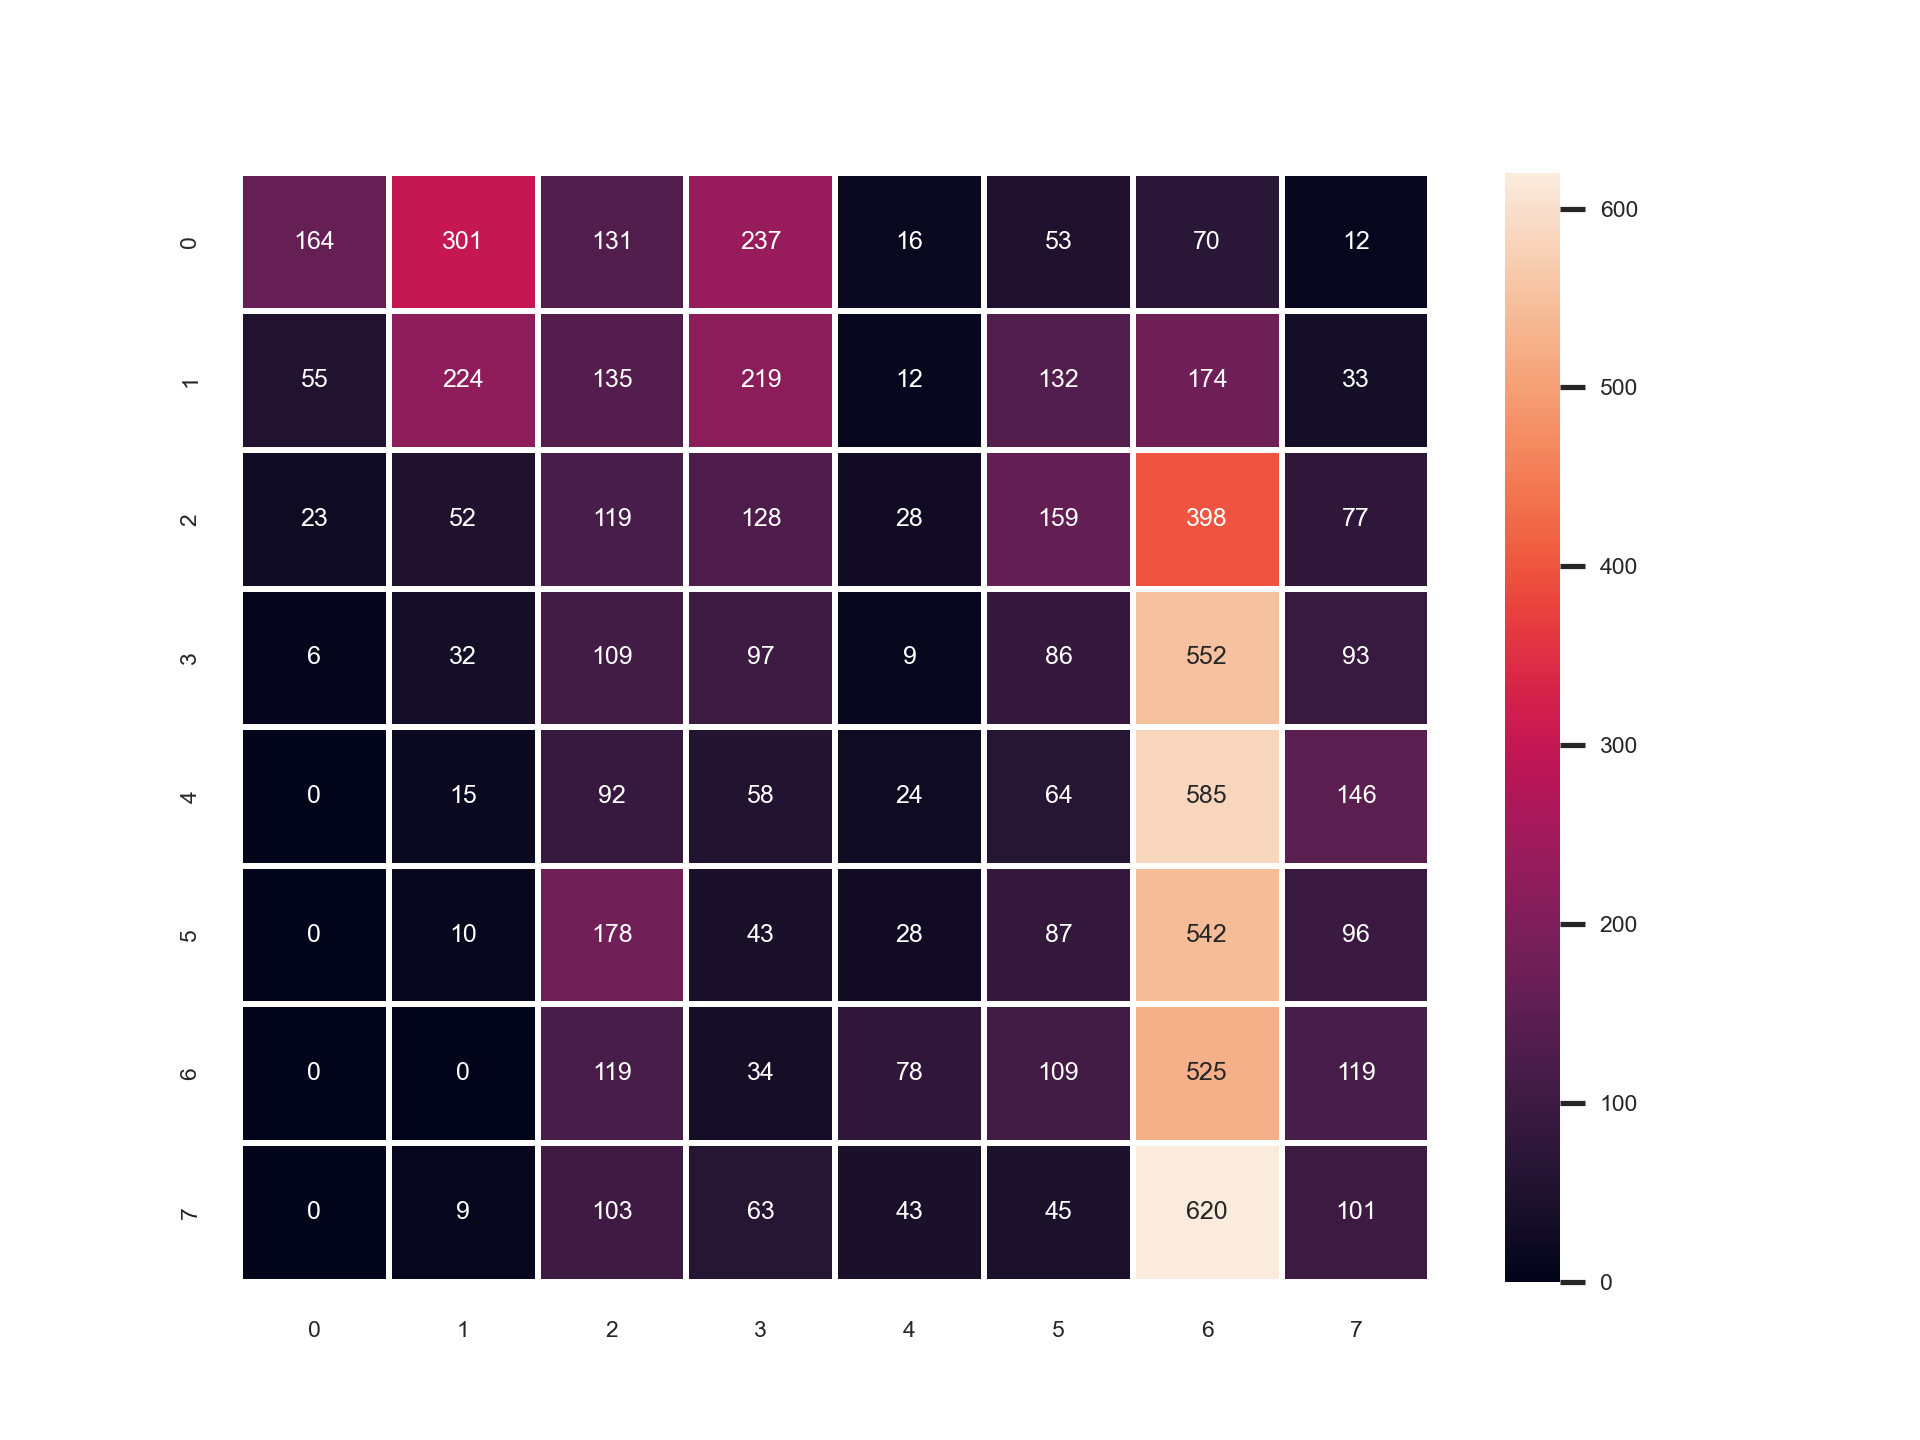 0 164 301 131 237 16 53 70 12
1 55 224 135 219 12 132 174 33
2 23 52 119 128 28 159 398 77
3 6 32 109 97 9 86 552 93
4 0 15 92 58 24 64 585 146
5 0 10 178 43 28 87 542 96
6 0 0 119 34 78 109 525 119
7 0 9 103 63 43 45 620 101
0 1 2 3 4 5 6 7
600
500
400
300
200
100
0